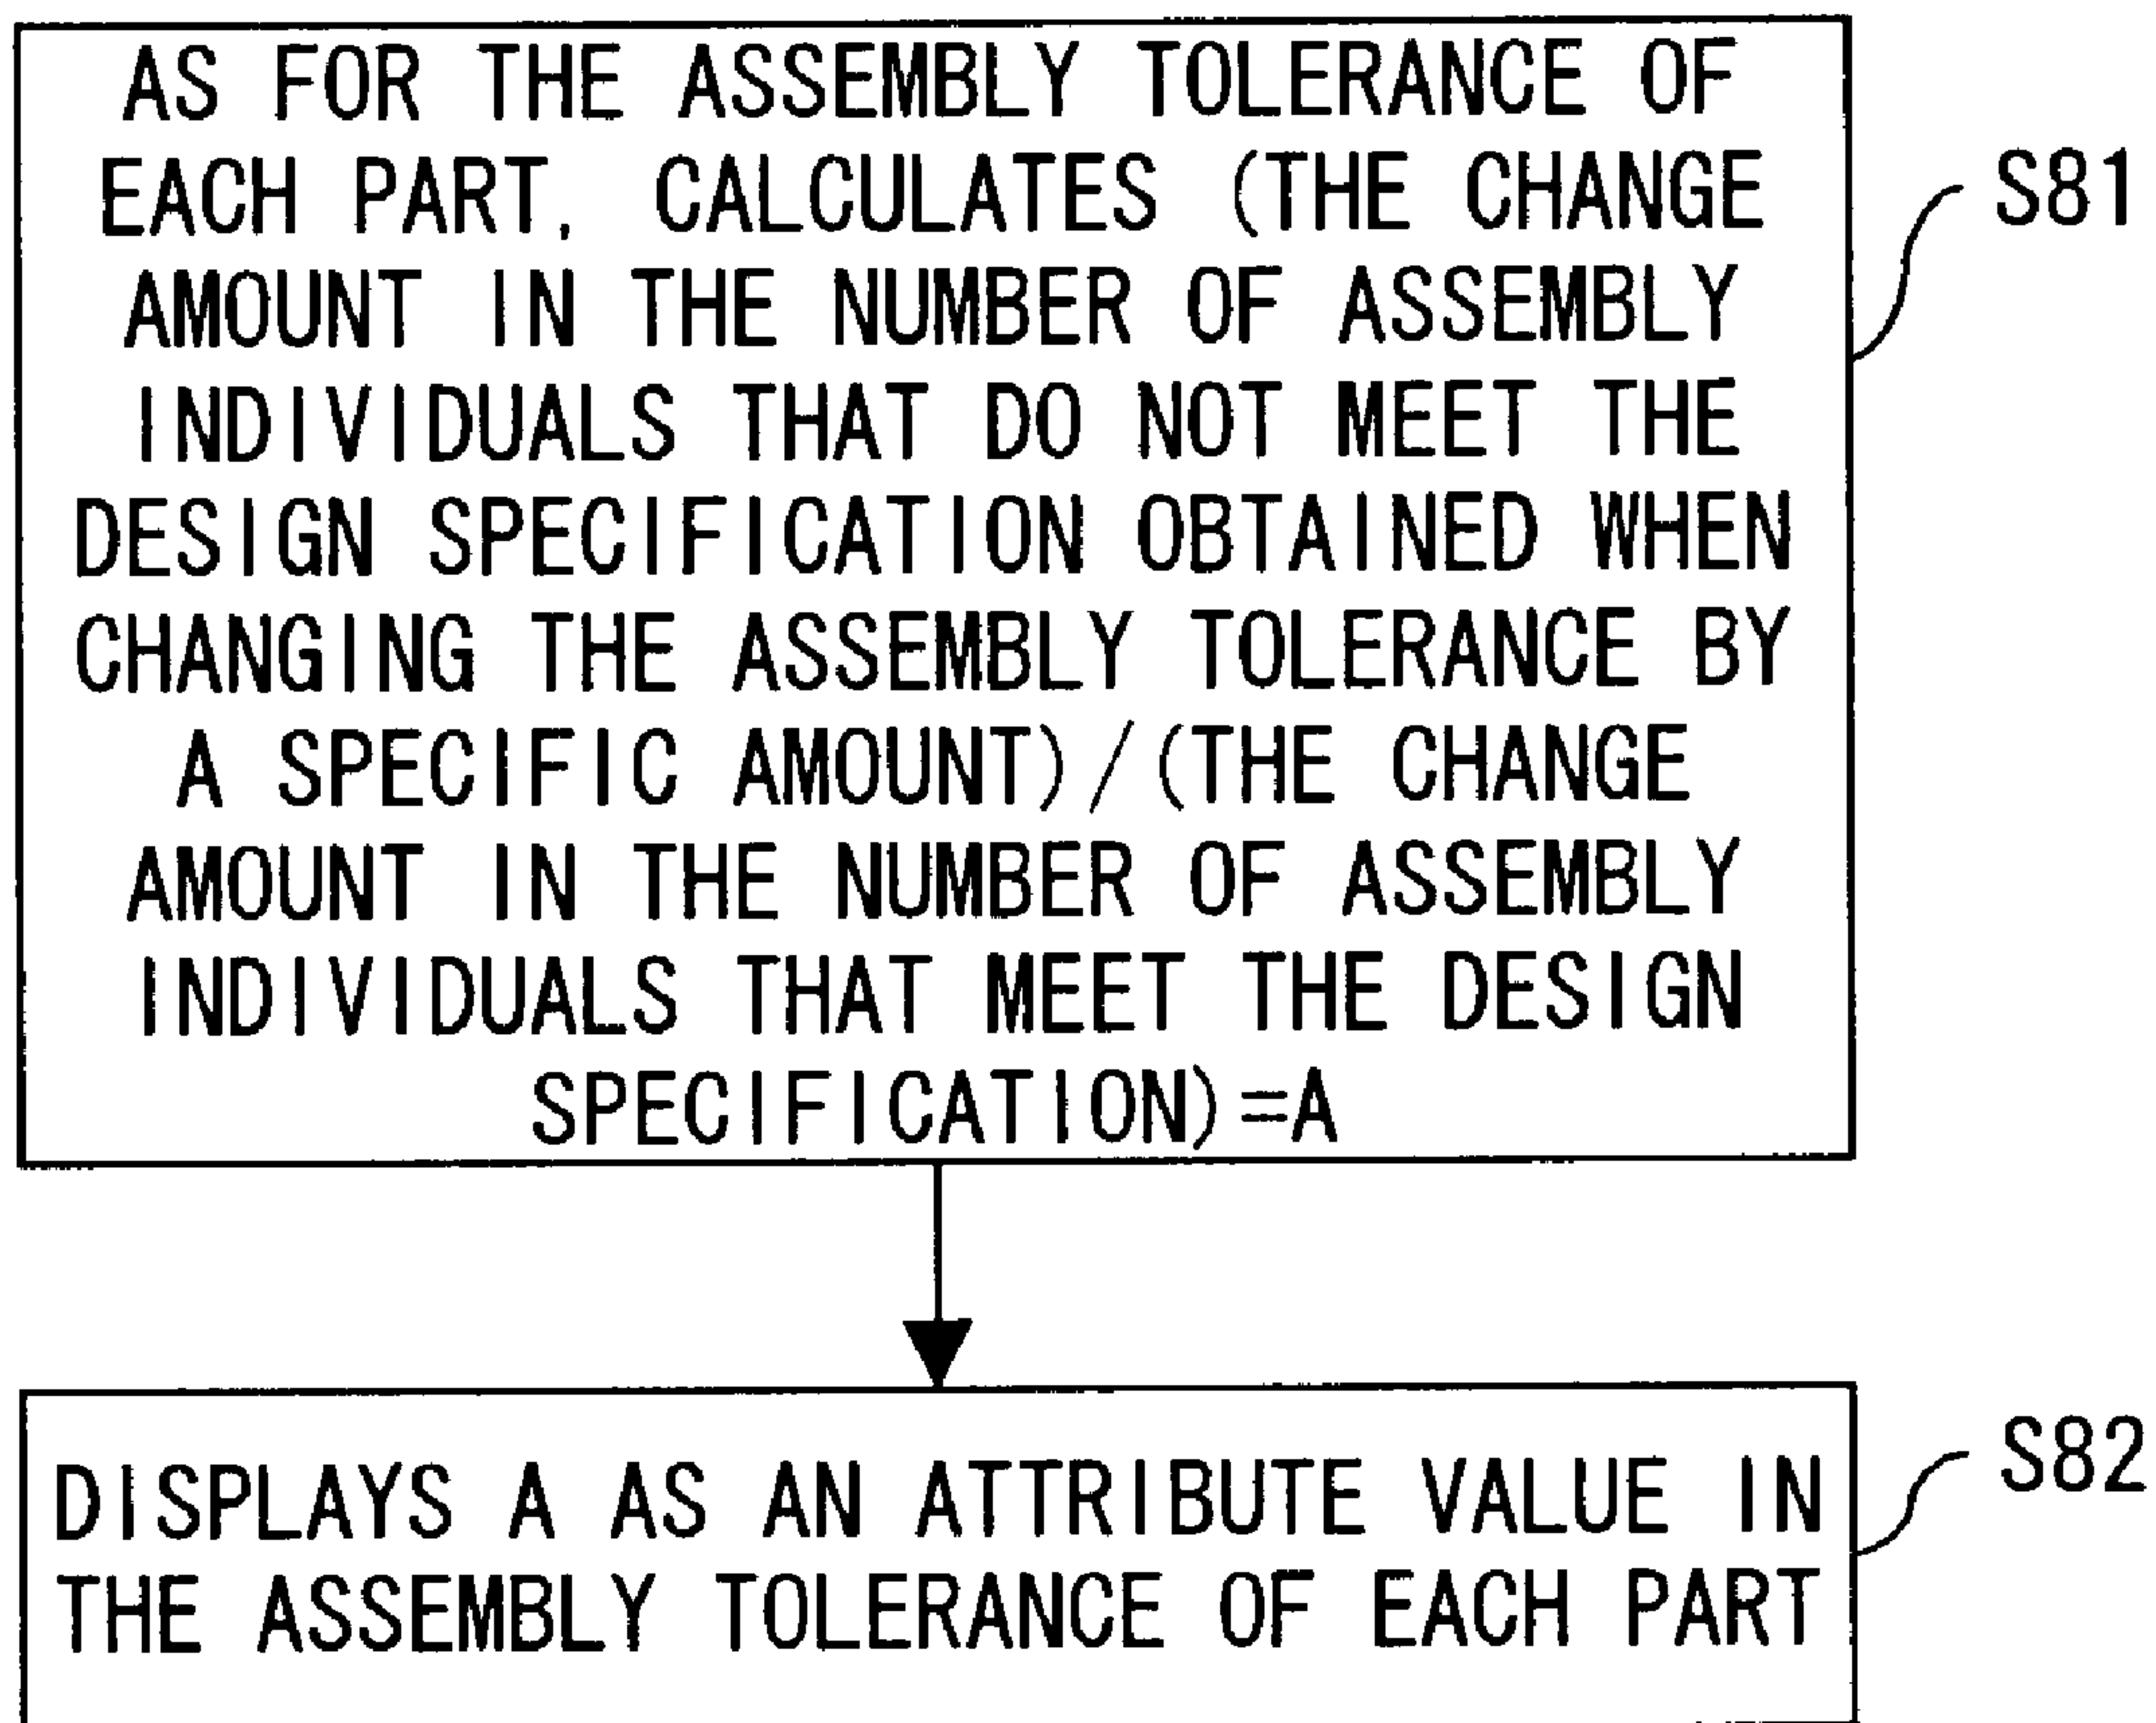 AS FOR THE ASSEMBLY TOLERANCE OF
EACH PART, CALCULATES (THE CHANGE
AMOUNT IN THE NUMBER OF ASSEMBLY
INDIVIDUALS THAT DO NOT MEET THE
DESIGN SPECIFICATION OBTAINED WHEN
CHANGING THE ASSEMBLY TOLERANCE BY
A SPECIFIC AMOUNT)/(THE CHANGE
AMOUNT IN THE NUMBER OF ASSEMBLY
INDIVIDUALS THAT MEET THE DESIGN
SPECIFICATION)=A
S81
DISPLAYS A AS AN ATTRIBUTE VALUE IN
THE ASSEMBLY TOLERANCE OF EACH PART
S82